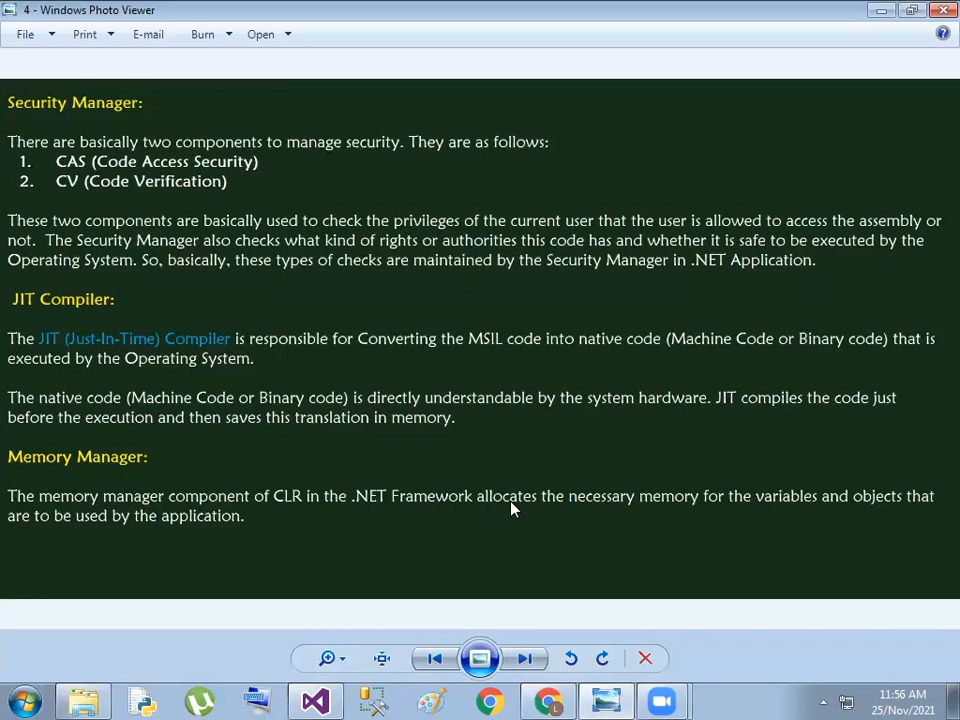 4 - Windows Photo Viewer
File Print E-mail Burn Open
Security Manager:
There are basically two components to manage security. They are as follows:
1. CAS (Code Access Security)
2. CV (Code Verification)
These two components are basically used to check the privileges of the current user that the user is allowed to access the assembly or
not. The Security Manager also checks what kind of rights or authorities this code has and whether it is safe to be executed by the
Operating System. So, basically, these types of checks are maintained by the Security Manager in .NET Application.
JIT Compiler:
The JIT (Just-In-Time) Compiler is responsible for Converting the MSIL code into native code (Machine Code or Binary code) that is
executed by the Operating System.
The native code (Machine Code or Binary code) is directly understandable by the system hardware. JIT compiles the code just
before the execution and then saves this translation in memory.
Memory Manager:
The memory manager component of CLR in the .NET Framework allocates the necessary memory for the variables and objects that
are to be used by the application.
11:56 AM
25/Nov/2021